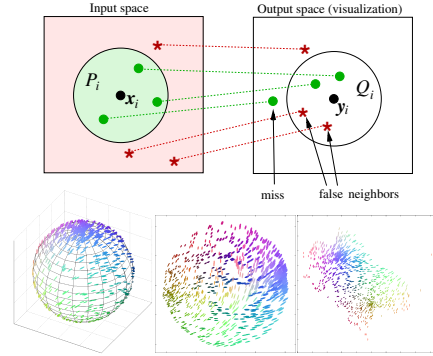 Input space
Output space (visualization)
P_i
x_i
Q_i
y_i
miss
false neighbors